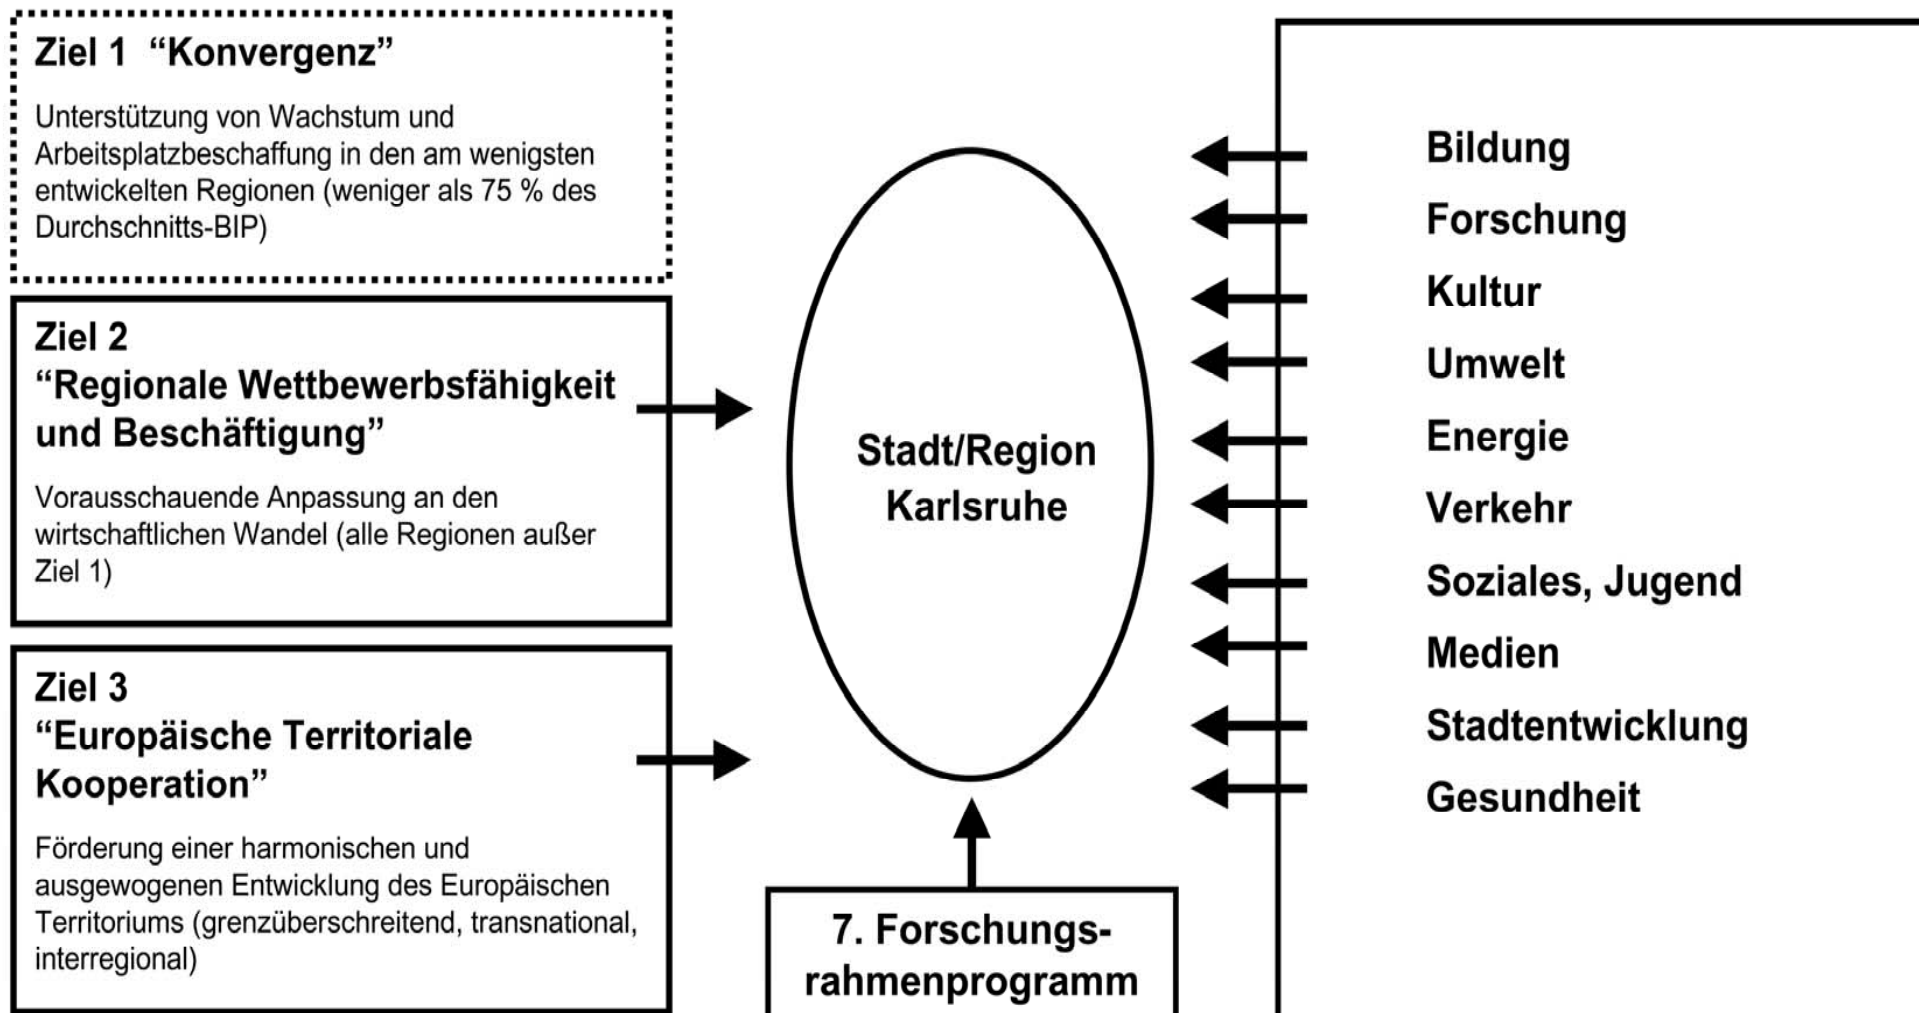 Ziel 1 “Konvergenz”
Unterstützung von Wachstum und
Arbeitsplatzbeschaffung in den am wenigsten
entwickelten Regionen (weniger als 75 % des
Durchschnitts-BIP)
Ziel 2
“Regionale Wettbewerbsfähigkeit
und Beschäftigung”
Vorausschauende Anpassung an den
wirtschaftlichen Wandel (alle Regionen außer
Ziel 1)
Ziel 3
“Europäische Territoriale
Kooperation”
Förderung einer harmonischen und
ausgewogenen Entwicklung des Europäischen
Territoriums (grenzüberschreitend, transnational,
interregional)
Stadt/Region
Karlsruhe
7. Forschungs-
rahmenprogramm
Bildung
Forschung
Kultur
Umwelt
Energie
Verkehr
Soziales, Jugend
Medien
Stadtentwicklung
Gesundheit